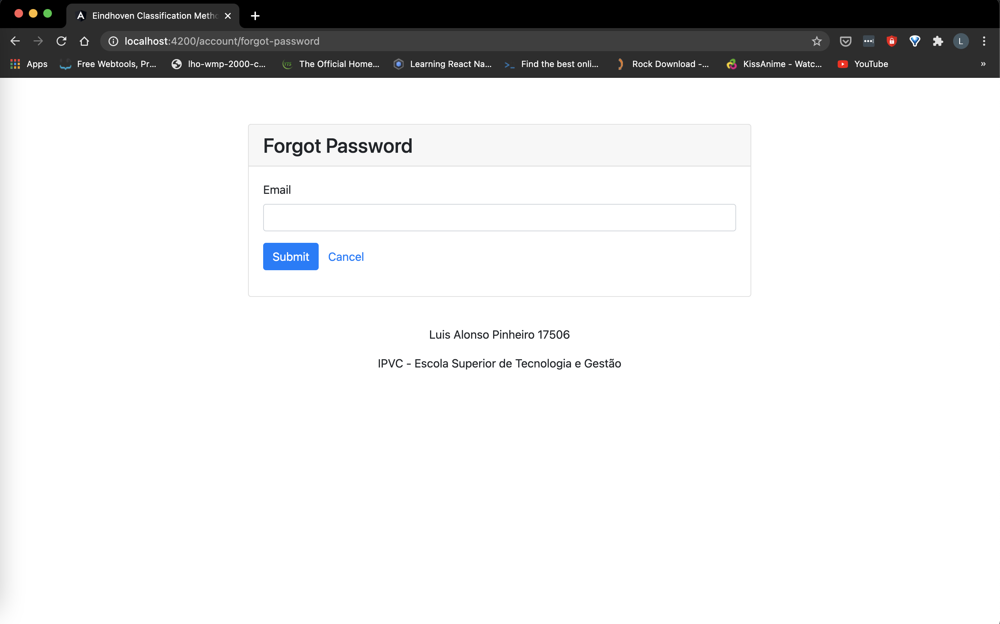 Eindhoven Classification Metho
localhost:4200/account/forgot-password
L
Apps
Free Webtools, Pr...
lho-wmp-2000-c...
YTS
The Official Home...
Learning React Na...
Find the best onli...
Rock Download -...
KissAnime - Watc...
YouTube
»
Forgot Password
Email
Submit
Cancel
Luis Alonso Pinheiro 17506
IPVC - Escola Superior de Tecnologia e Gestão